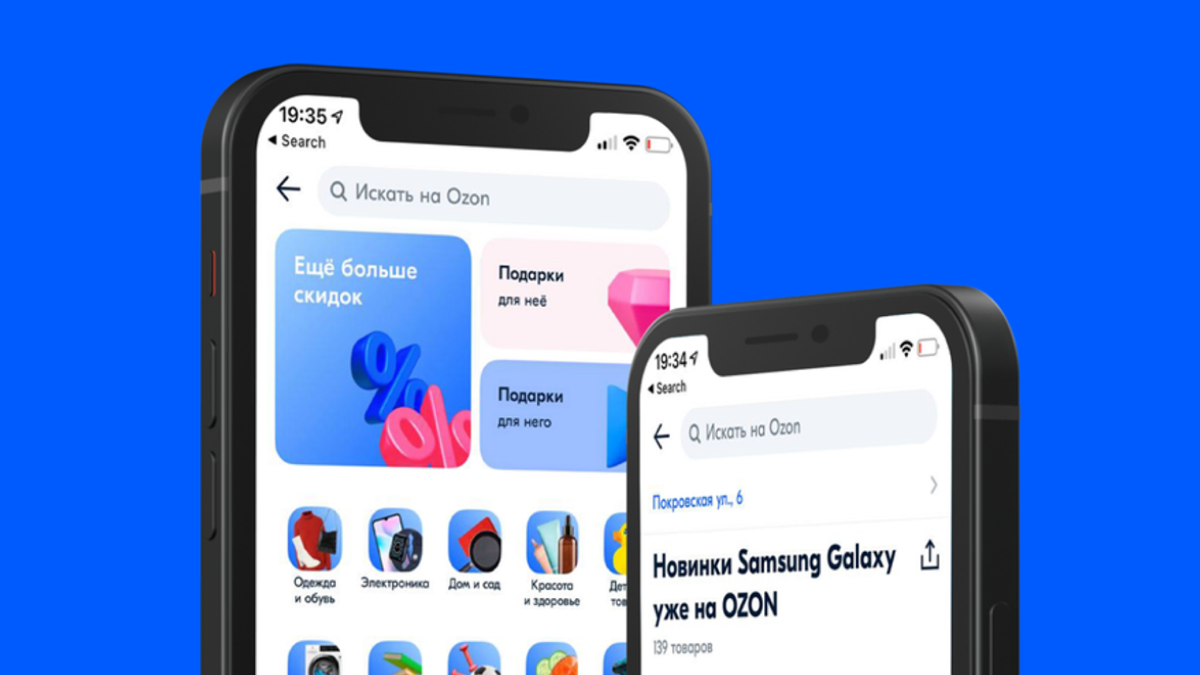 19:35
Search
Искать на Ozon
Ещё больше
скидок
Подарки
для неё
Подарки
для него
Одежда
и обувь
Электроника
Дом и сад
Красота
и здоровье
19:34
Search
Искать на Ozon
Покровская ул., 6
Новинки Samsung Galaxy
уже на OZON
139 товаров